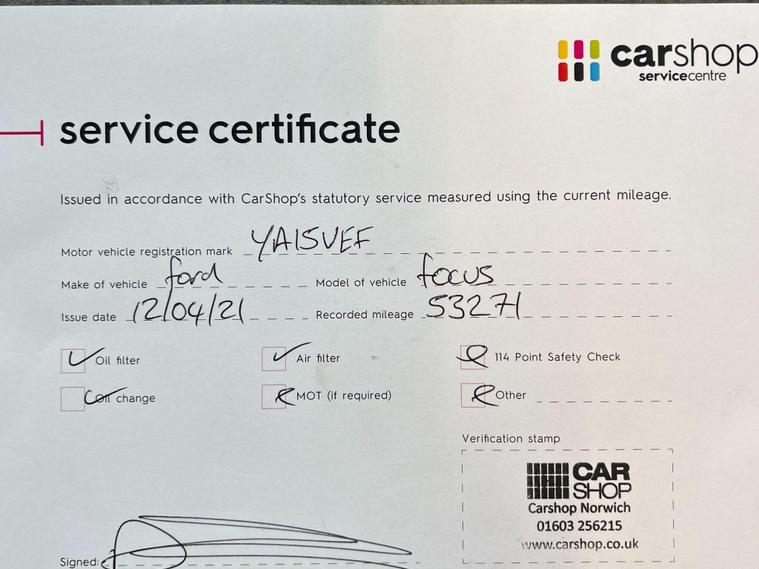 carshop
servicecentre
service certificate
Issued in accordance with CarShop's statutory service measured using the current mileage.
Motor vehicle registration mark YA15VEF
Make of vehicle ford Model of vehicle focus
Issue date 12/04/21 Recorded mileage 53271
Oil filter Air filter 114 Point Safety Check
Oil change MOT (if required) Other
Verification stamp
CAR
SHOP
Carshop Norwich
01603 256215
www.carshop.co.uk
Signed: